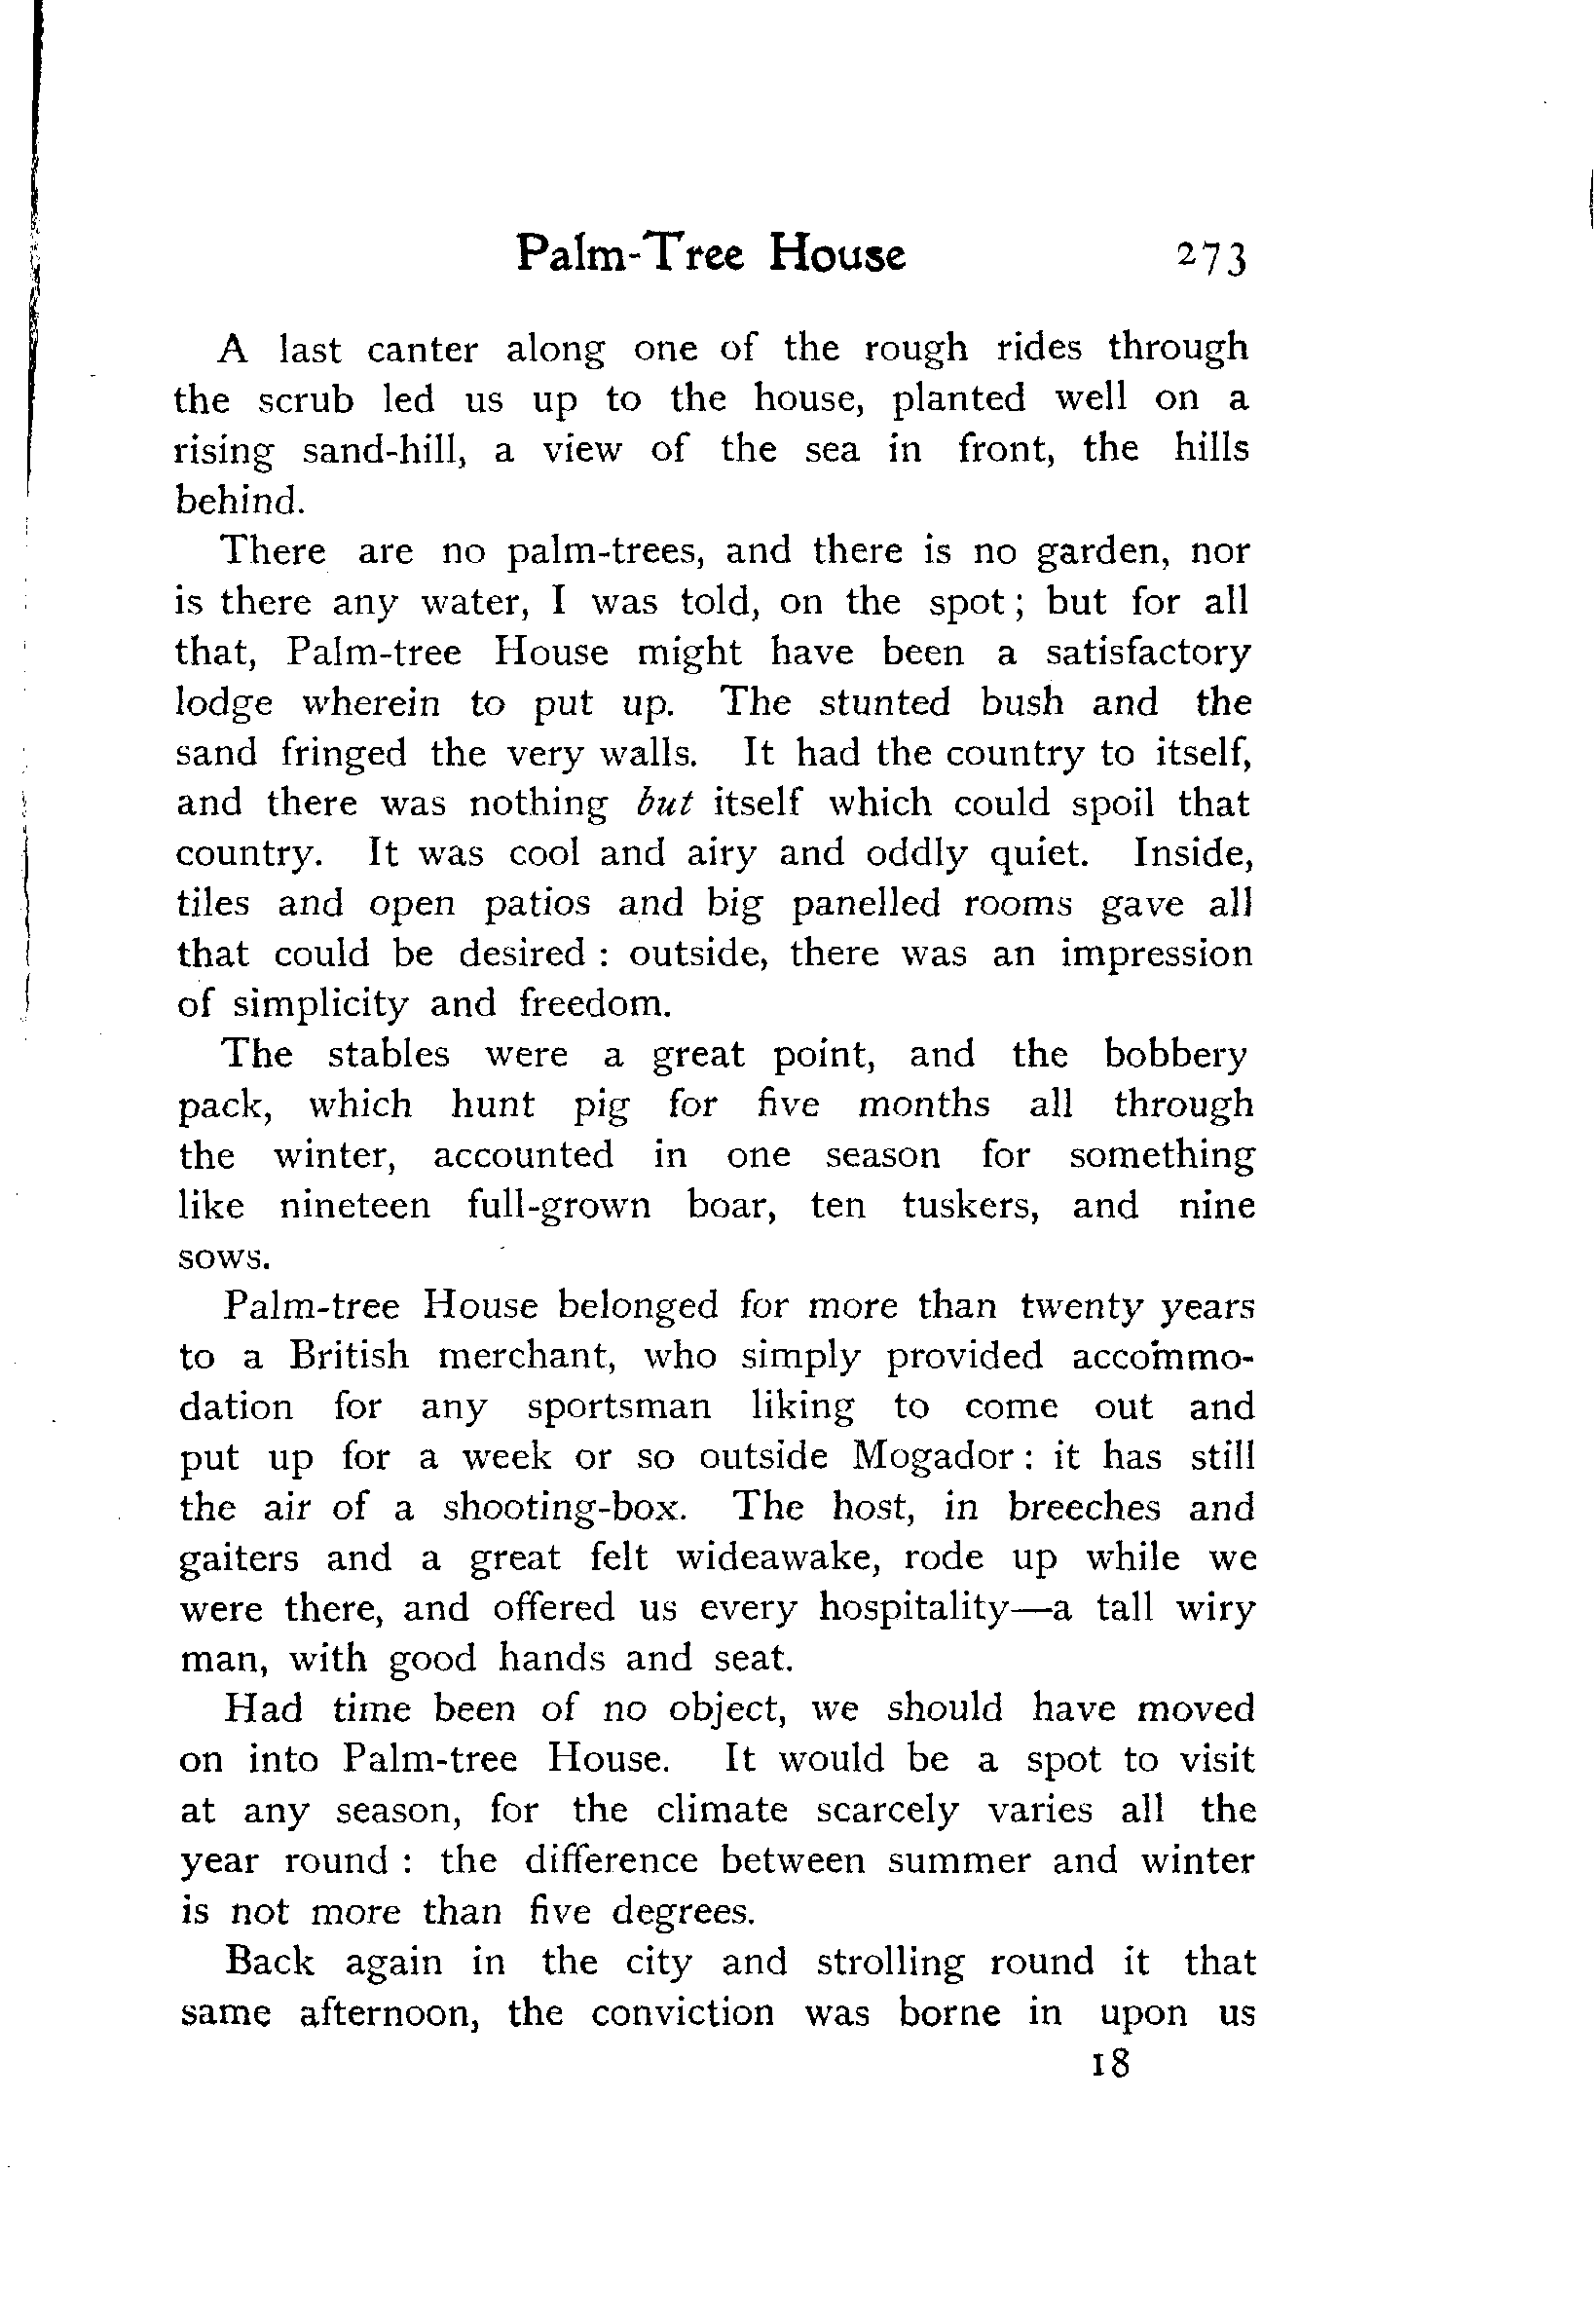 Palm-Tree House 273
A last canter along one of the rough rides through
the scrub led us up to the house, planted well on a
rising sand-hill, a view of the sea in front, the hills
behind.
There are no palm-trees, and there is no garden, nor
is there any water, I was told, on the spot; but for all
that, Palm-tree House might have been a satisfactory
lodge wherein to put up. The stunted bush and the
sand fringed the very walls. It had the country to itself,
and there was nothing but itself which could spoil that
country. It was cool and airy and oddly quiet. Inside,
tiles and open patios and big panelled rooms gave all
that could be desired: outside, there was an impression
of simplicity and freedom.
The stables were a great point, and the bobbery
pack, which hunt pig for five months all through
the winter, accounted in one season for something
like nineteen full-grown boar, ten tuskers, and nine
sows.
Palm-tree House belonged for more than twenty years
to a British merchant, who simply provided accommo-
dation for any sportsman liking to come out and
put up for a week or so outside Mogador: it has still
the air of a shooting-box. The host, in breeches and
gaiters and a great felt wideawake, rode up while we
were there, and offered us every hospitality—a tall wiry
man, with good hands and seat.
Had time been of no object, we should have moved
on into Palm-tree House. It would be a spot to visit
at any season, for the climate scarcely varies all the
year round: the difference between summer and winter
is not more than five degrees.
Back again in the city and strolling round it that
same afternoon, the conviction was borne in upon us
18